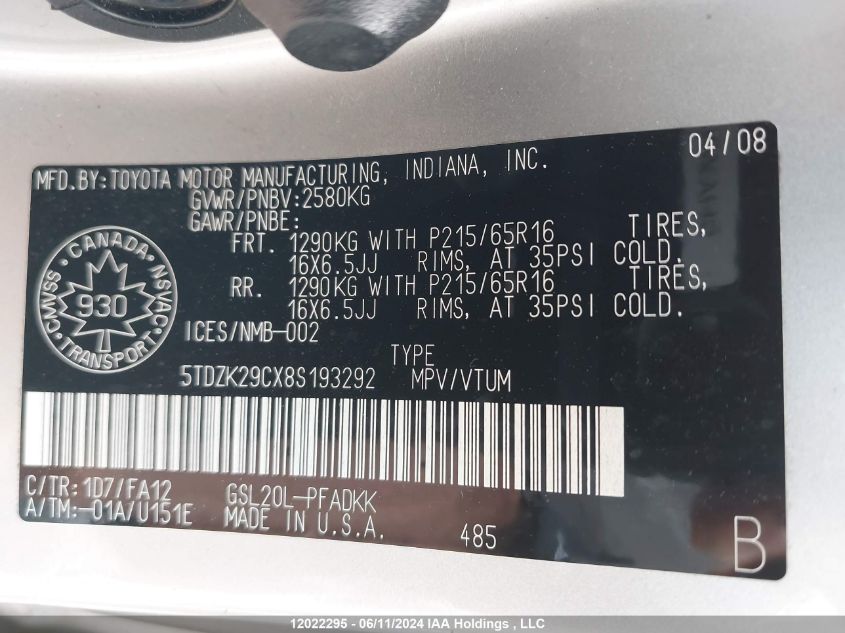 04/08
MFD.BY:TOYOTA MOTOR MANUFACTURING, INDIANA, INC.
GVWR/PNBV:2580KG
GAWR/PNBE:
FRT. 1290KG WITH P215/65R16 TIRES,
16X6.5JJ RIMS, AT 35PSI COLD.
RR. 1290KG WITH P215/65R16 TIRES,
16X6.5JJ RIMS, AT 35PSI COLD.
CANADA
CMVSS · NSVAC
930
TRANSPORT
ICES/NMB-002
TYPE
5TDZK29CX8S193292 MPV/VTUM
C/TR: 1D7/FA12 GSL20L-PFADKK
A/TM:-01A/U151E MADE IN U.S.A. 485
B
12022295 - 06/11/2024 IAA Holdings , LLC